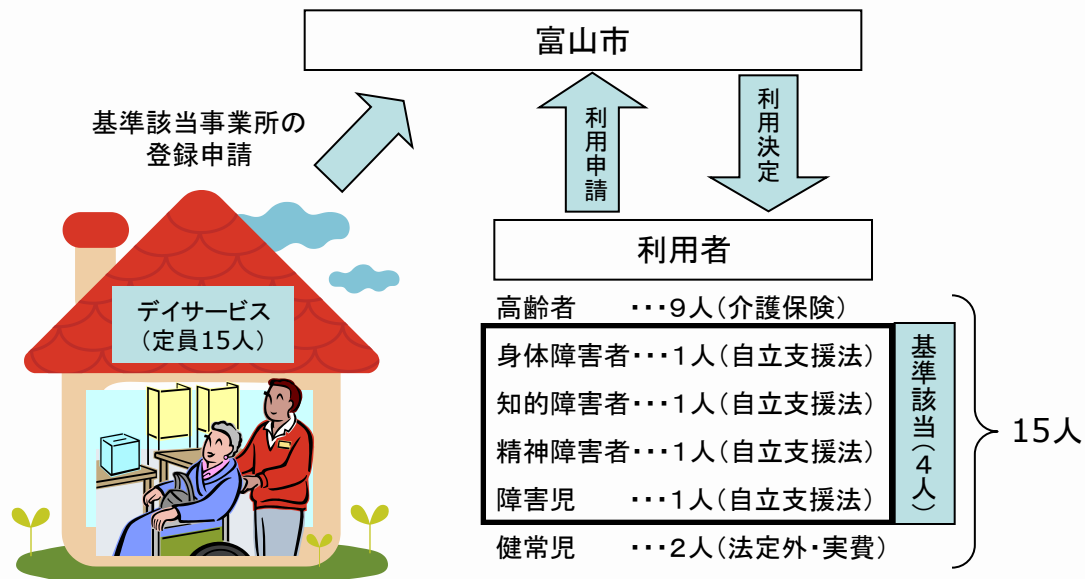 富山市
基準該当事業所の
登録申請
利用申請
利用決定
利用者
デイサービス
（定員15人）
高齢者　　・・・９人（介護保険）
身体障害者・・・１人（自立支援法）
知的障害者・・・１人（自立支援法）
精神障害者・・・１人（自立支援法）
障害児　　・・・１人（自立支援法）
健常児　　・・・２人（法定外・実費）
基準該当（４人）
15人